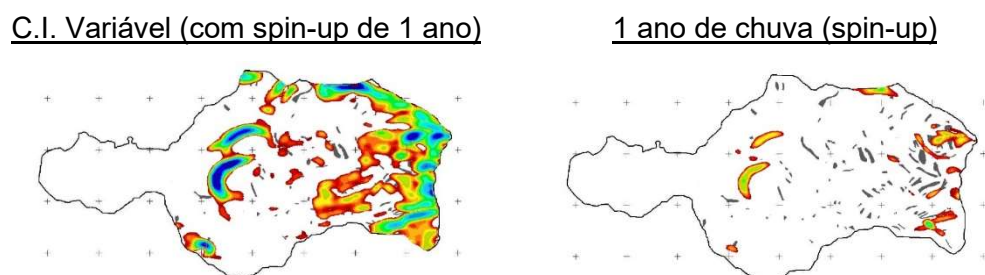 C.I. Variável (com spin-up de 1 ano)
1 ano de chuva (spin-up)